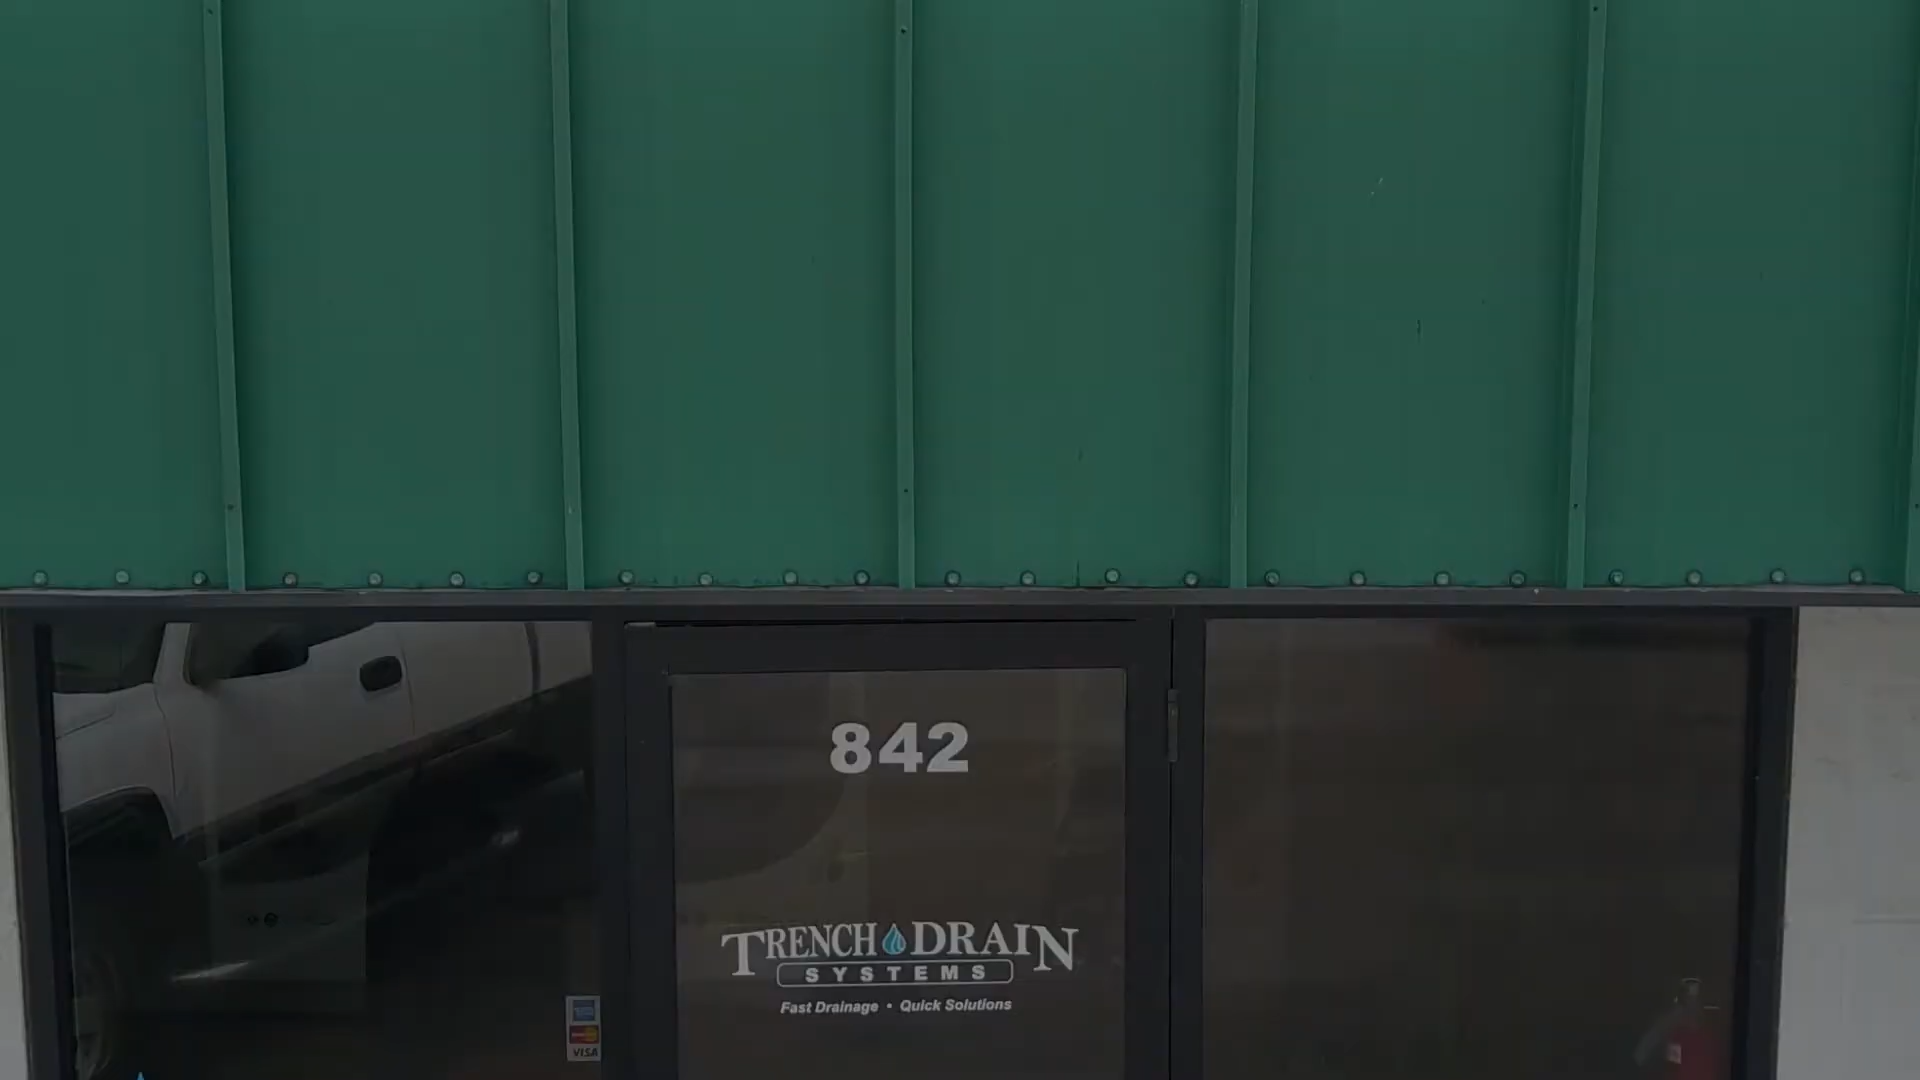 842
TRENCH DRAIN
SYSTEMS
Fast Drainage • Quick Solutions
VISA